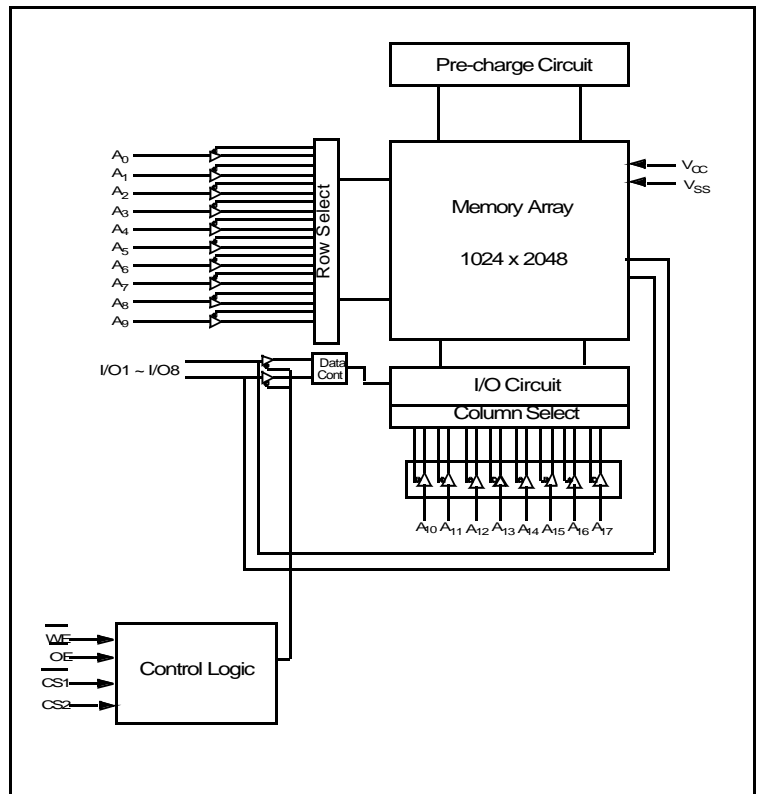 Pre-charge Circuit
A0
A1
A2
A3
A4
A5
A6
A7
A8
A9
Row Select
Memory Array
1024 x 2048
VCC
VSS
I/O1 ~ I/O8
Data
Cont
I/O Circuit
Column Select
A10 A11 A12 A13 A14 A15 A16 A17
WE
OE
CS1
CS2
Control Logic